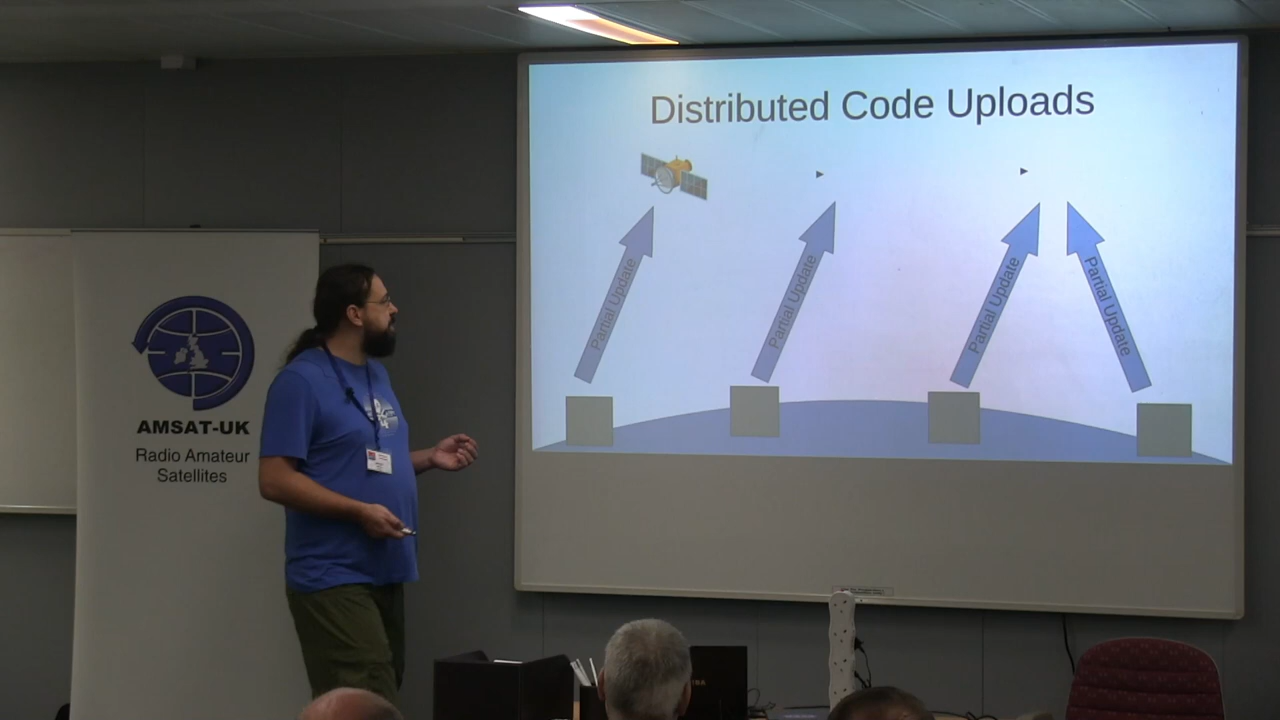 Distributed Code Uploads
Partial Update
Partial Update
Partial Update
Partial Update
AMSAT-UK
Radio Amateur
Satellites